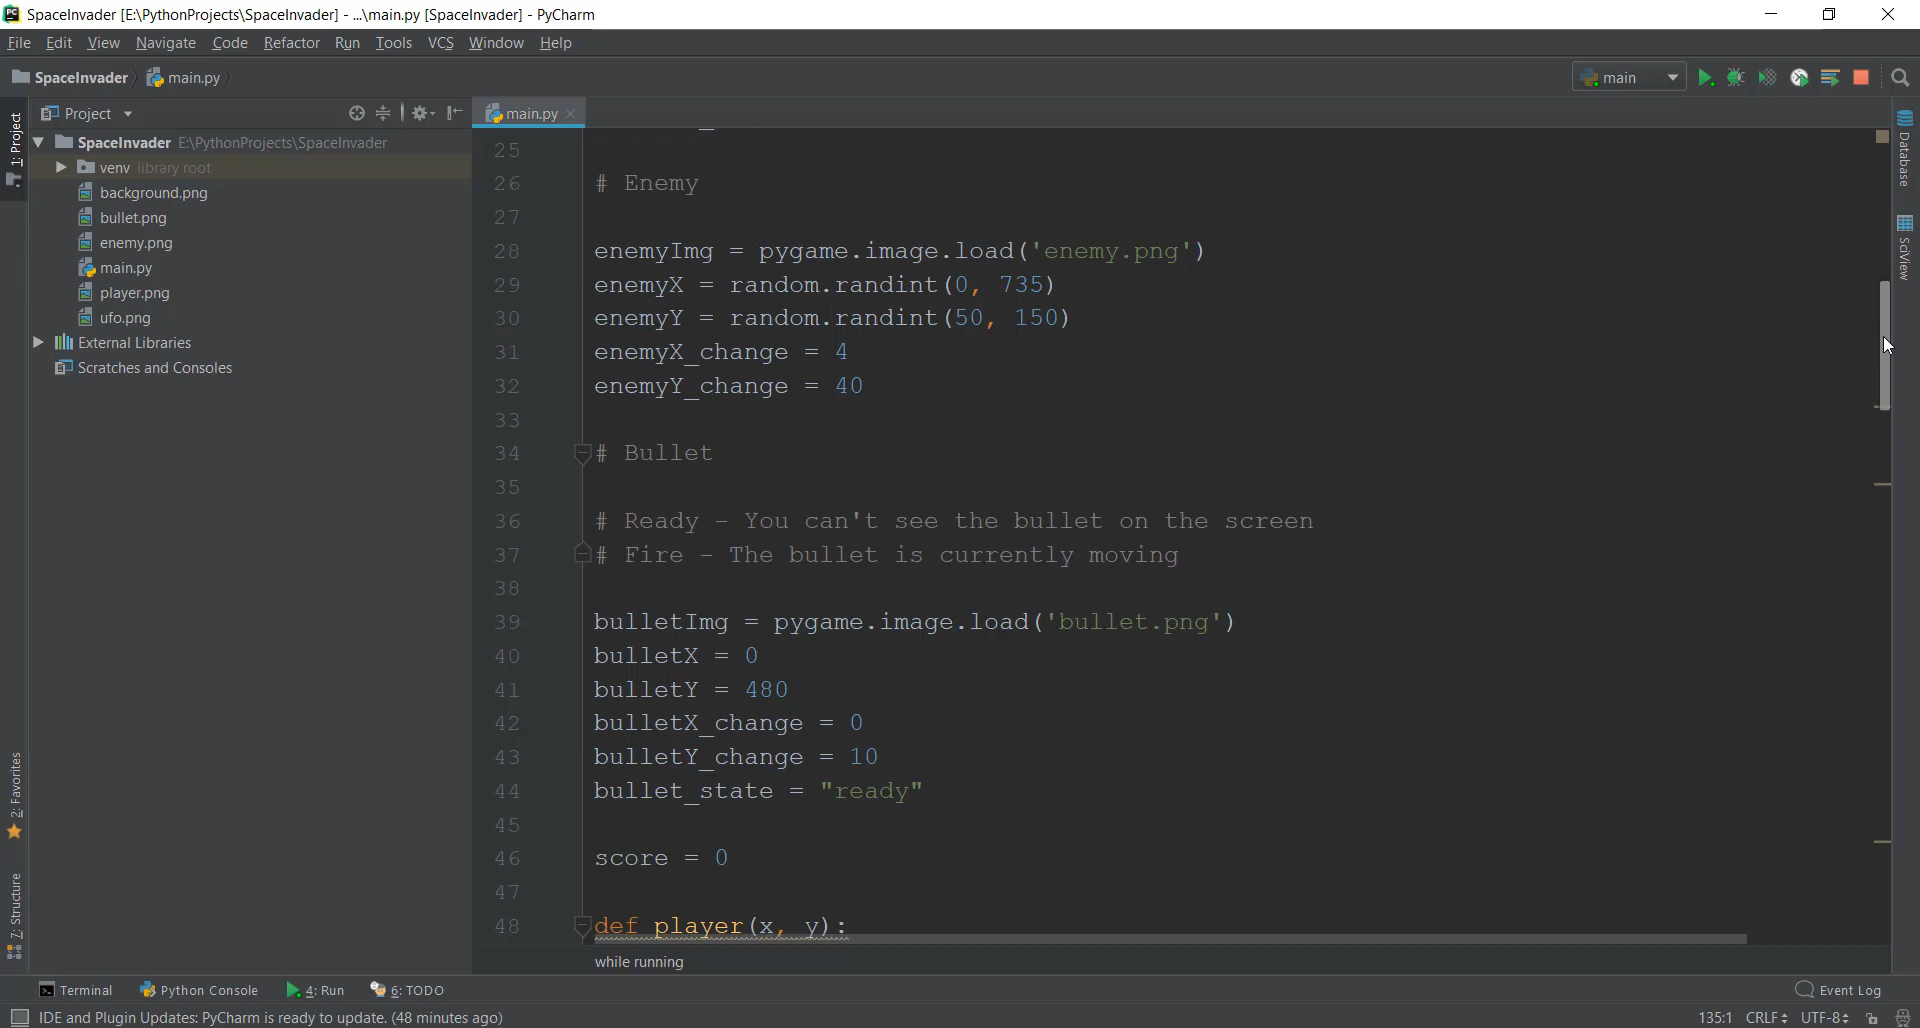 SpaceInvader [E:\PythonProjects\SpaceInvader] - ...\main.py [SpaceInvader] - PyCharm
File Edit View Navigate Code Refactor Run Tools VCS Window Help
SpaceInvader main.py main
1: Project
Project
main.py
SpaceInvader E:\PythonProjects\SpaceInvader
venv library root
background.png
bullet.png
enemy.png
main.py
player.png
ufo.png
External Libraries
Scratches and Consoles
2: Favorites
7: Structure
25
26 # Enemy
27
28 enemyImg = pygame.image.load('enemy.png')
29 enemyX = random.randint(0, 735)
30 enemyY = random.randint(50, 150)
31 enemyX_change = 4
32 enemyY_change = 40
33
34 # Bullet
35
36 # Ready - You can't see the bullet on the screen
37 # Fire - The bullet is currently moving
38
39 bulletImg = pygame.image.load('bullet.png')
40 bulletX = 0
41 bulletY = 480
42 bulletX_change = 0
43 bulletY_change = 10
44 bullet_state = "ready"
45
46 score = 0
47
48 def player(x, y):
while running
Database
SciView
Terminal Python Console 4: Run 6: TODO Event Log
IDE and Plugin Updates: PyCharm is ready to update. (48 minutes ago) 135:1 CRLF UTF-8